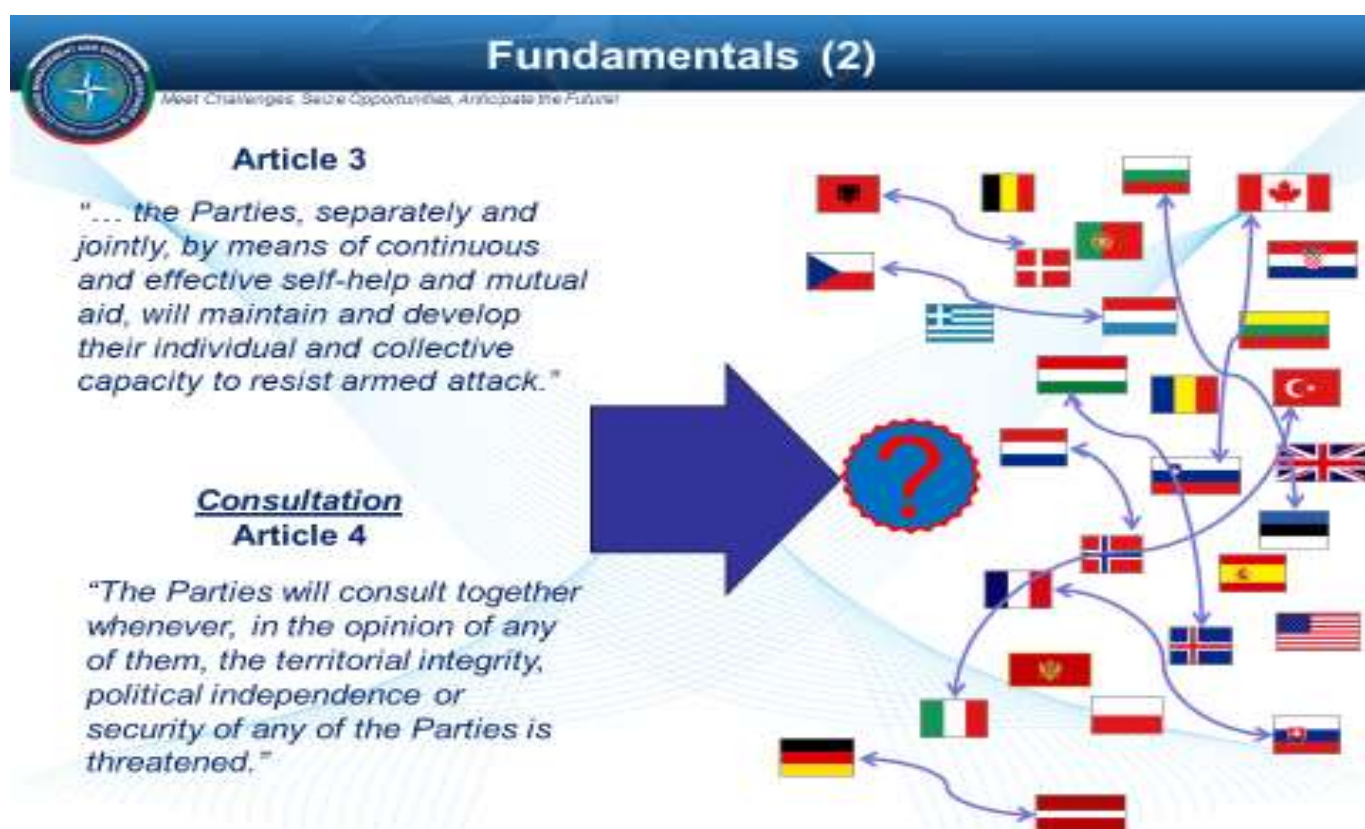 Fundamentals (2)
Meet Challenges, Seize Opportunities, Anticipate the Future!
Article 3
“… the Parties, separately and
jointly, by means of continuous
and effective self-help and mutual
aid, will maintain and develop
their individual and collective
capacity to resist armed attack.”
Consultation
Article 4
“The Parties will consult together
whenever, in the opinion of any
of them, the territorial integrity,
political independence or
security of any of the Parties is
threatened.”
?